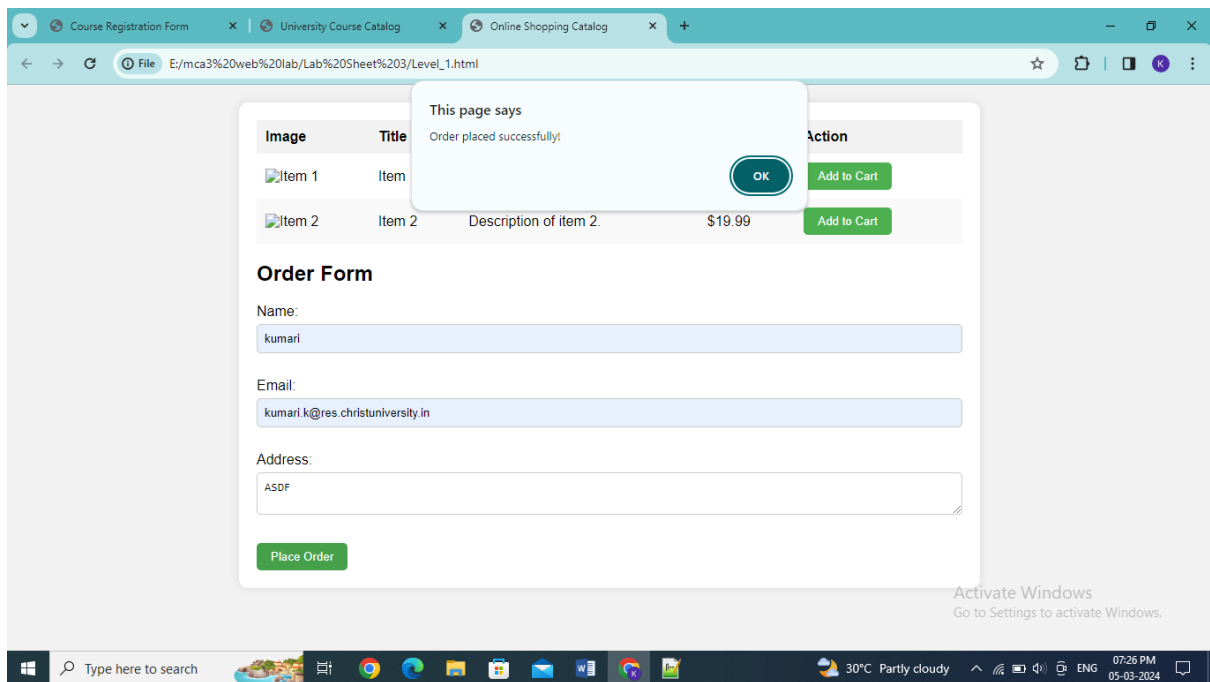 Course Registration Form
University Course Catalog
Online Shopping Catalog
File E:/mca3%20web%20lab/Lab%20Sheet%203/Level_1.html
K
This page says
Order placed successfully!
OK
Image Title Action
Item 1 Item Add to Cart
Item 2 Item 2 Description of item 2. $19.99 Add to Cart
Order Form
Name:
kumari
Email:
kumari.k@res.christuniversity.in
Address:
ASDF
Place Order
Activate Windows
Go to Settings to activate Windows.
Type here to search
30°C Partly cloudy
ENG
07:26 PM
05-03-2024